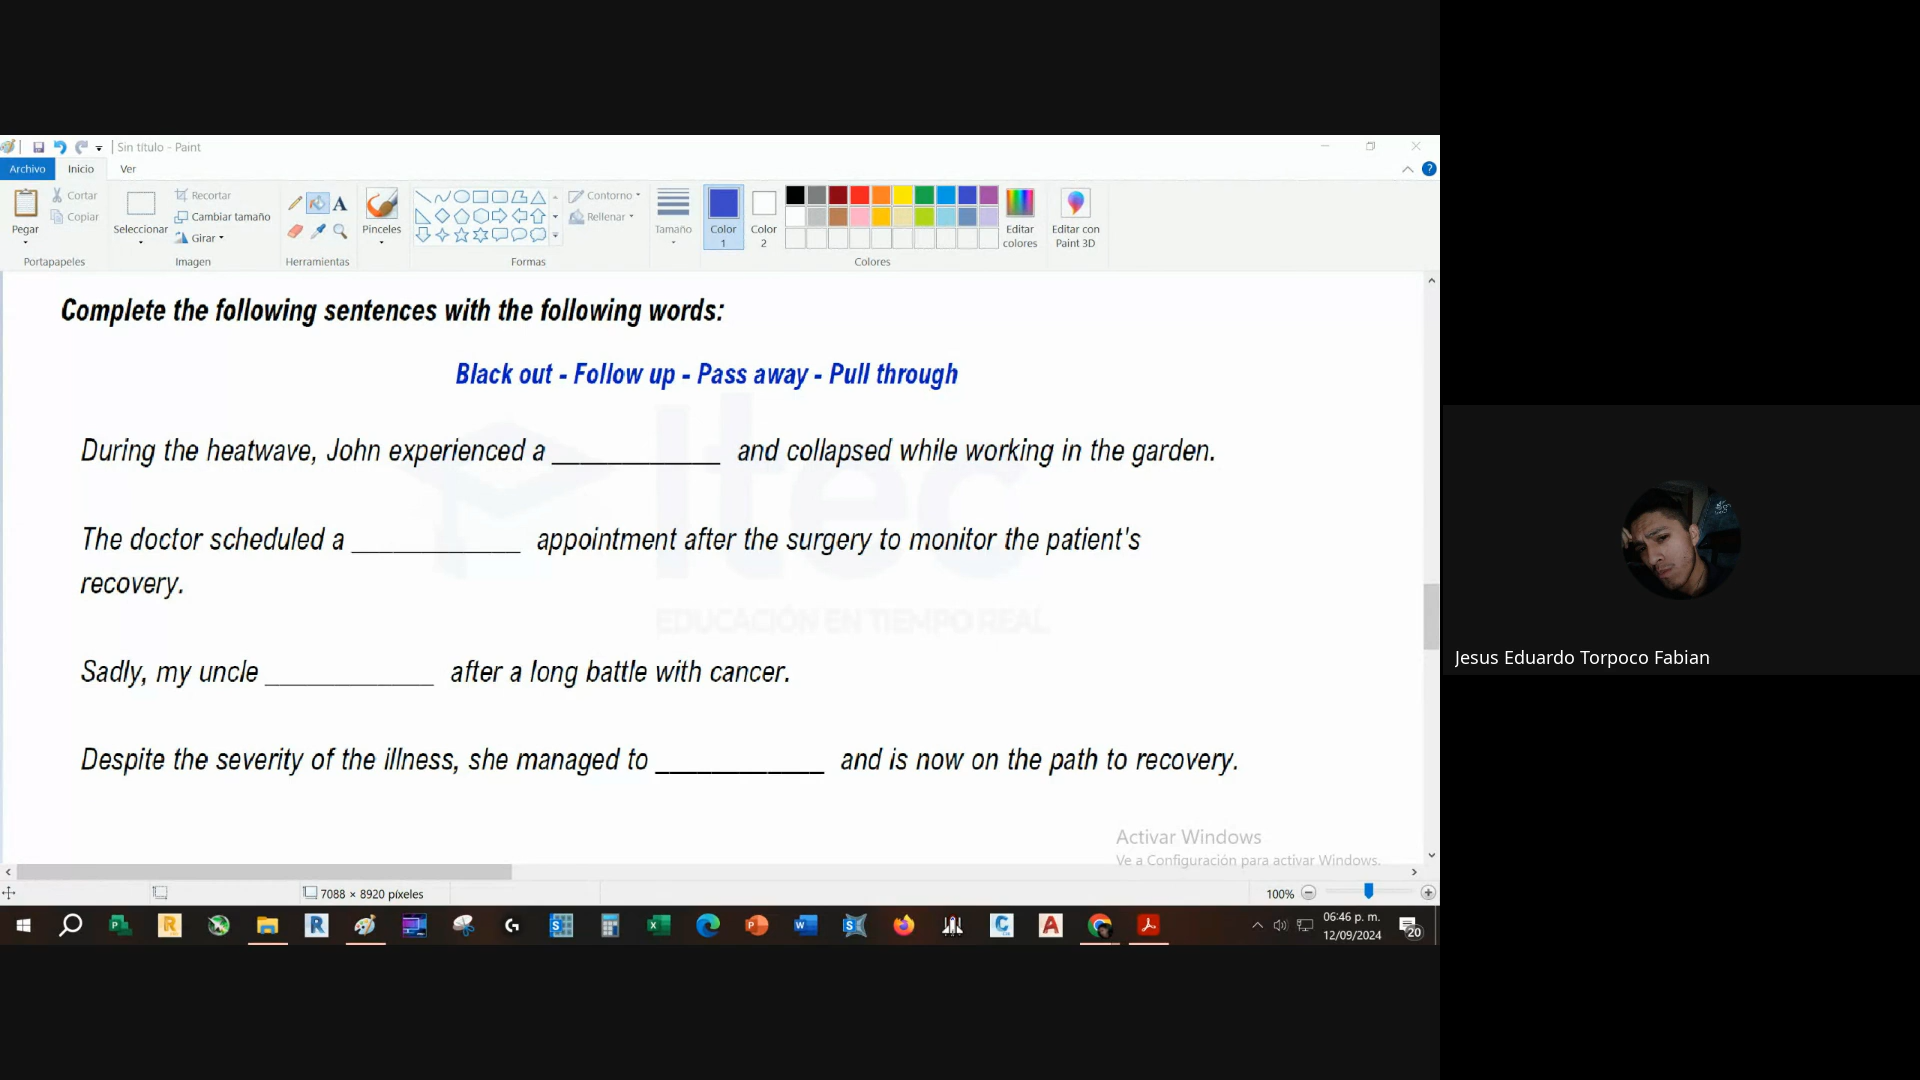 Sin título - Paint
Archivo Inicio Ver
Pegar
Cortar
Copiar
Portapapeles
Seleccionar
Recortar
Cambiar tamaño
Girar
Imagen
A
Herramientas
Pinceles
Contorno
Rellenar
Formas
Tamaño
Color 1
Color 2
Editar colores
Editar con Paint 3D
Colores
Complete the following sentences with the following words:
Black out - Follow up - Pass away - Pull through
During the heatwave, John experienced a ____________ and collapsed while working in the garden.
The doctor scheduled a ____________ appointment after the surgery to monitor the patient's
recovery.
Sadly, my uncle ____________ after a long battle with cancer.
Despite the severity of the illness, she managed to ____________ and is now on the path to recovery.
Itec
EDUCACIÓN EN TIEMPO REAL
Activar Windows
Ve a Configuración para activar Windows.
7088 × 8920 píxeles
100%
06:46 p. m.
12/09/2024
20
Jesus Eduardo Torpoco Fabian